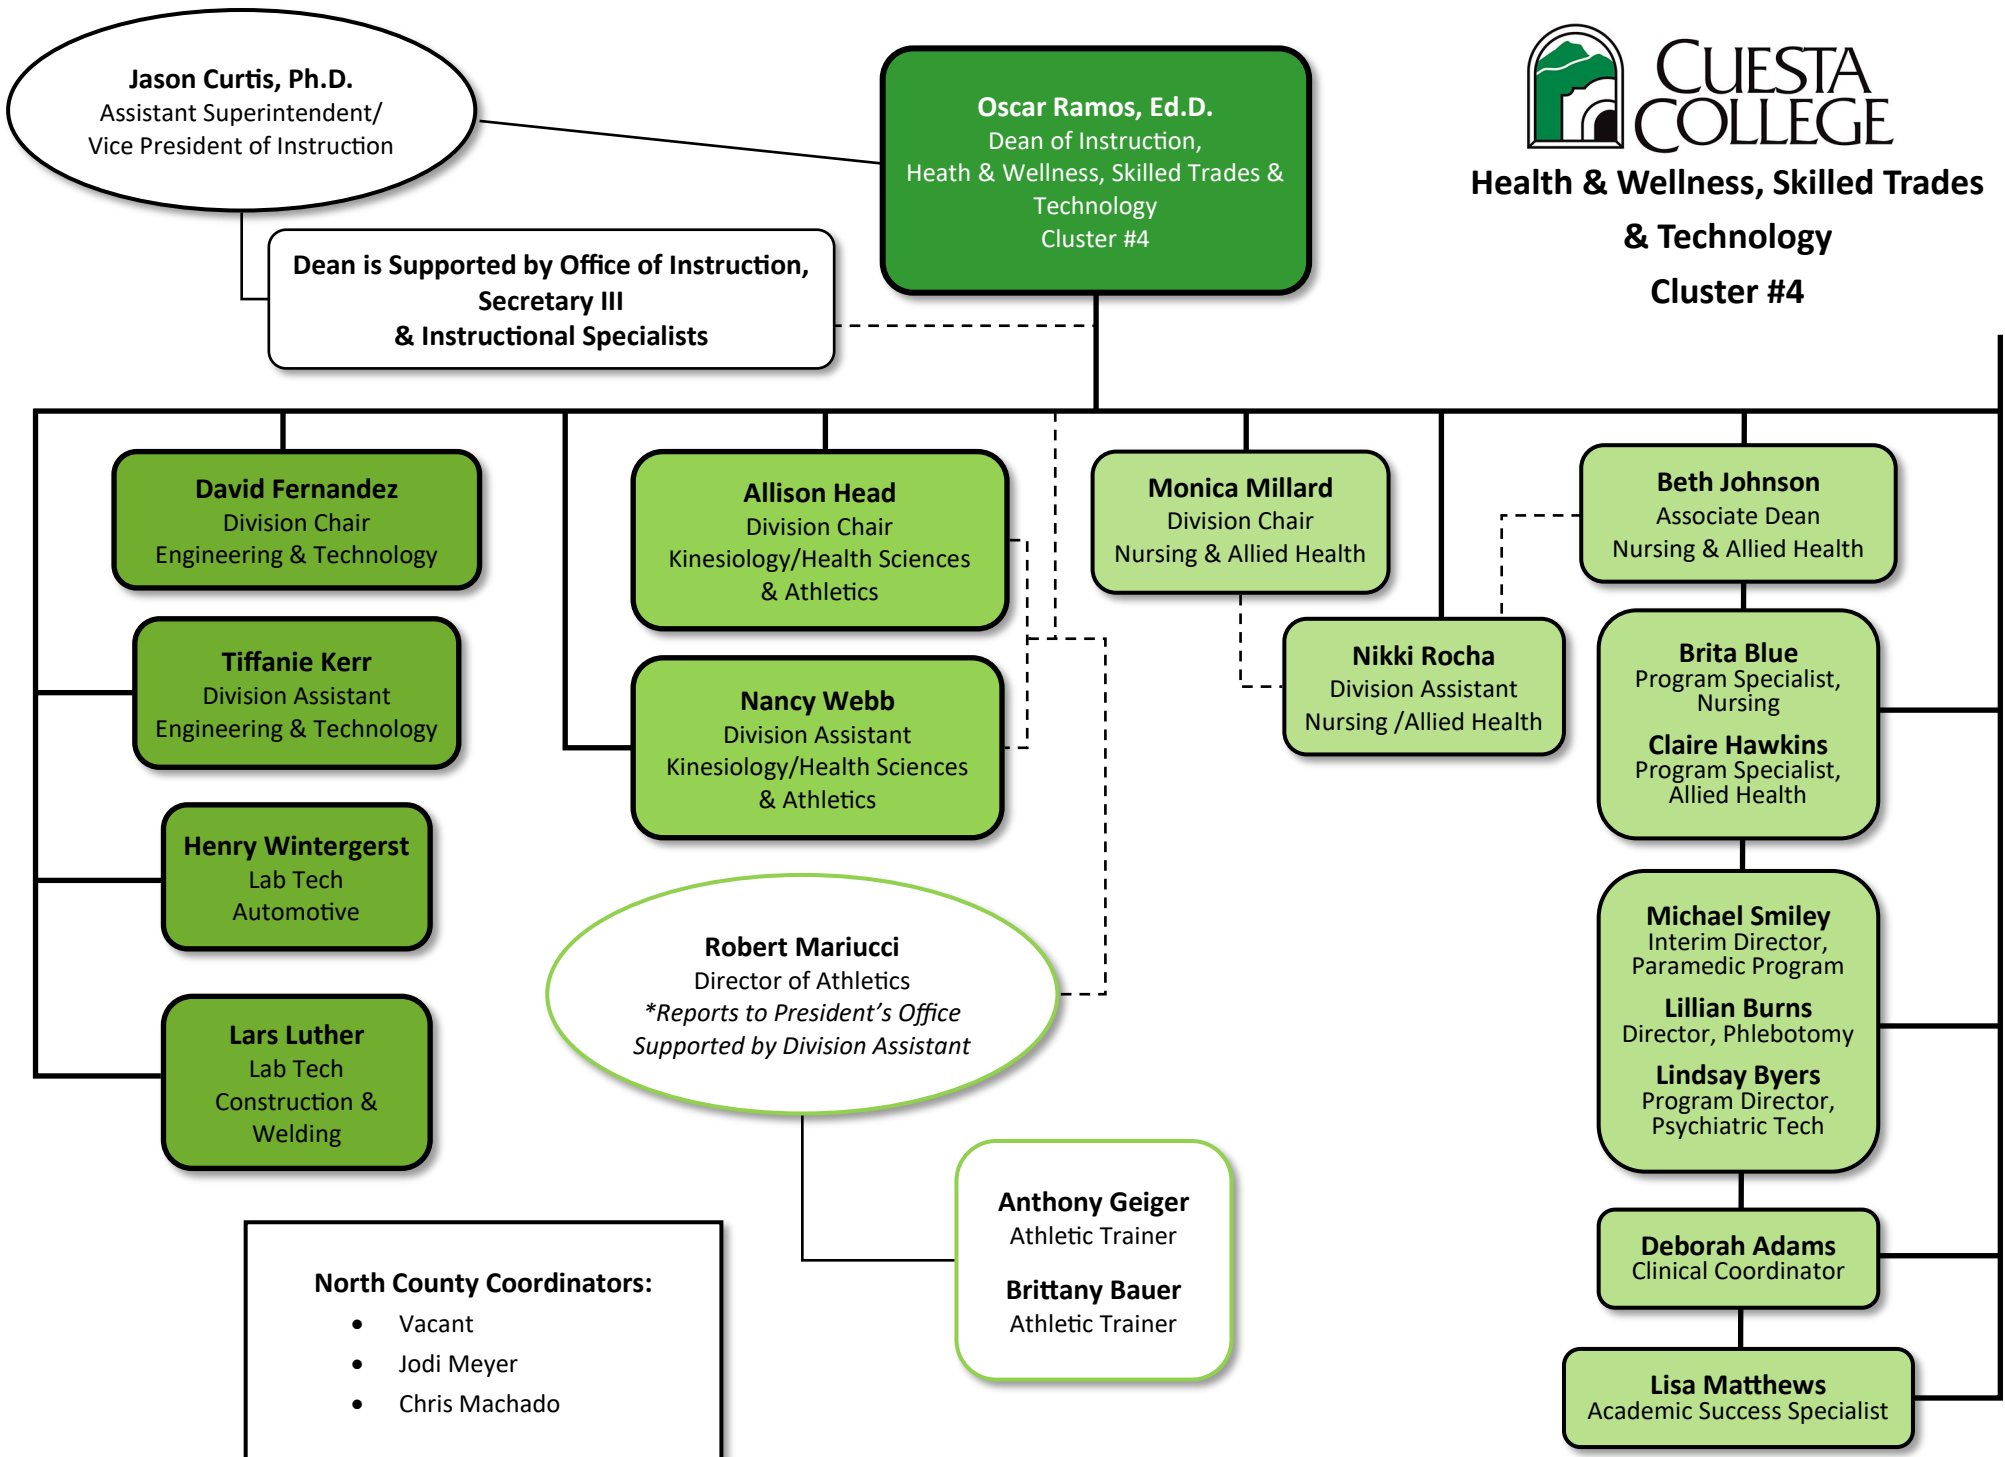 Jason Curtis, Ph.D.
Assistant Superintendent/
Vice President of Instruction
Oscar Ramos, Ed.D.
Dean of Instruction,
Heath & Wellness, Skilled Trades &
Technology
Cluster #4
CUESTA
COLLEGE
Health & Wellness, Skilled Trades
& Technology
Cluster #4
Dean is Supported by Office of Instruction,
Secretary III
& Instructional Specialists
David Fernandez
Division Chair
Engineering & Technology
Tiffanie Kerr
Division Assistant
Engineering & Technology
Henry Wintergerst
Lab Tech
Automotive
Lars Luther
Lab Tech
Construction &
Welding
Allison Head
Division Chair
Kinesiology/Health Sciences
& Athletics
Nancy Webb
Division Assistant
Kinesiology/Health Sciences
& Athletics
Robert Mariucci
Director of Athletics
*Reports to President’s Office
Supported by Division Assistant
Anthony Geiger
Athletic Trainer
Brittany Bauer
Athletic Trainer
Monica Millard
Division Chair
Nursing & Allied Health
Nikki Rocha
Division Assistant
Nursing /Allied Health
Beth Johnson
Associate Dean
Nursing & Allied Health
Brita Blue
Program Specialist,
Nursing
Claire Hawkins
Program Specialist,
Allied Health
Michael Smiley
Interim Director,
Paramedic Program
Lillian Burns
Director, Phlebotomy
Lindsay Byers
Program Director,
Psychiatric Tech
Deborah Adams
Clinical Coordinator
Lisa Matthews
Academic Success Specialist
North County Coordinators:
• Vacant
• Jodi Meyer
• Chris Machado